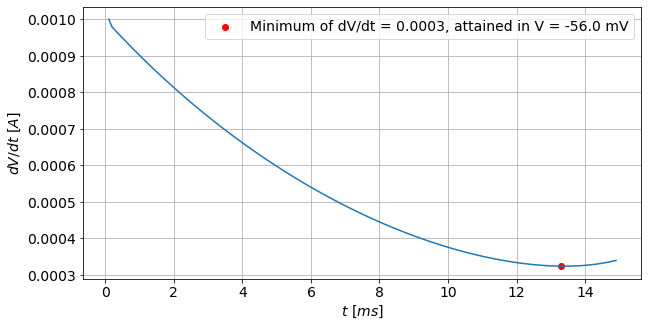 Minimum of dV/dt = 0.0003, attained in V = -56.0 mV
0.0010
0.0009
0.0008
0.0007
0.0006
0.0005
0.0004
0.0003
dV/dt [A]
0 2 4 6 8 10 12 14
t [ms]